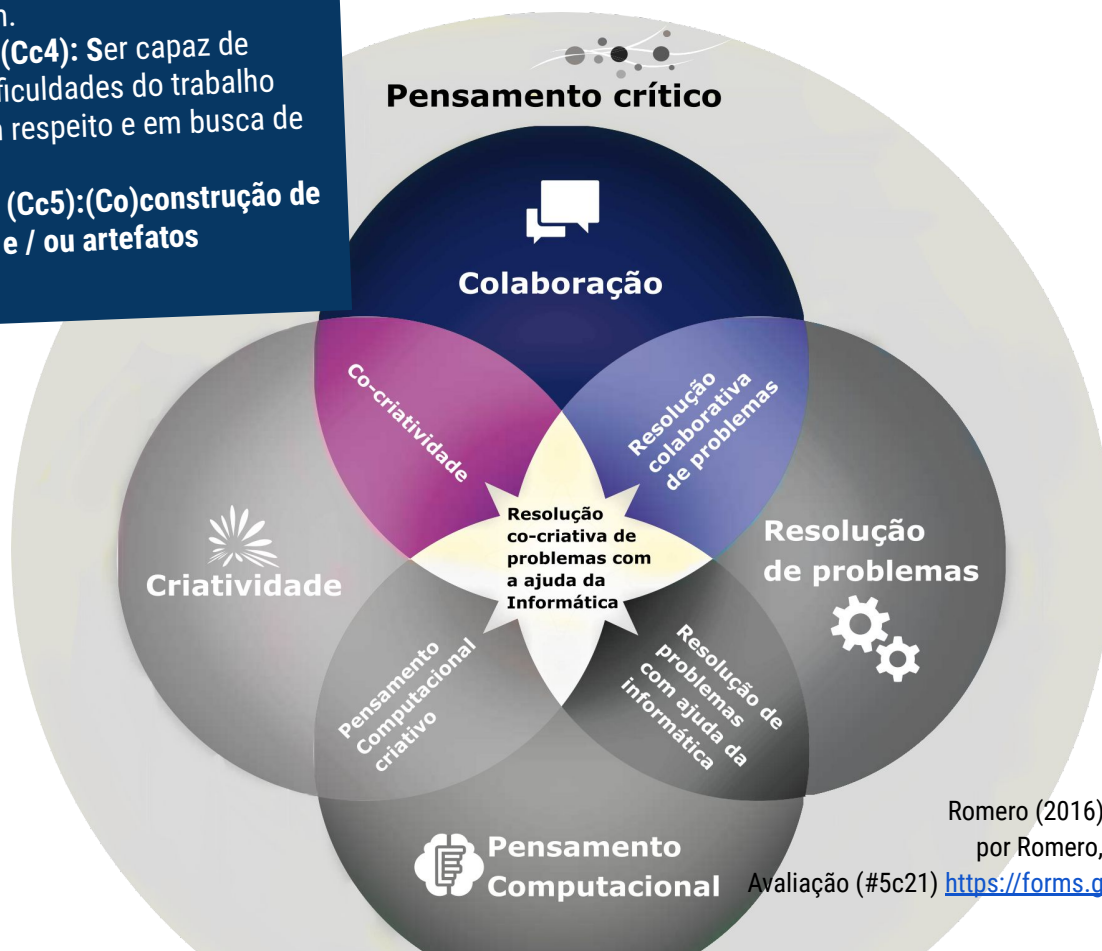 (Cc4): Ser capaz de
ficuldades do trabalho
respeito e em busca de
(Cc5):(Co)construção de
e / ou artefatos
Pensamento crítico
Colaboração
Co-criatividade
Resolução
colaborativa
de problemas
Criatividade
Resolução
co-criativa de
problemas com
a ajuda da
Informática
Resolução
de problemas
Pensamento
Computacional
criativo
Resolução de
problemas
com ajuda da
informática
Pensamento
Computacional
Romero (2016)
por Romero,
Avaliação (#5c21) https://forms.g